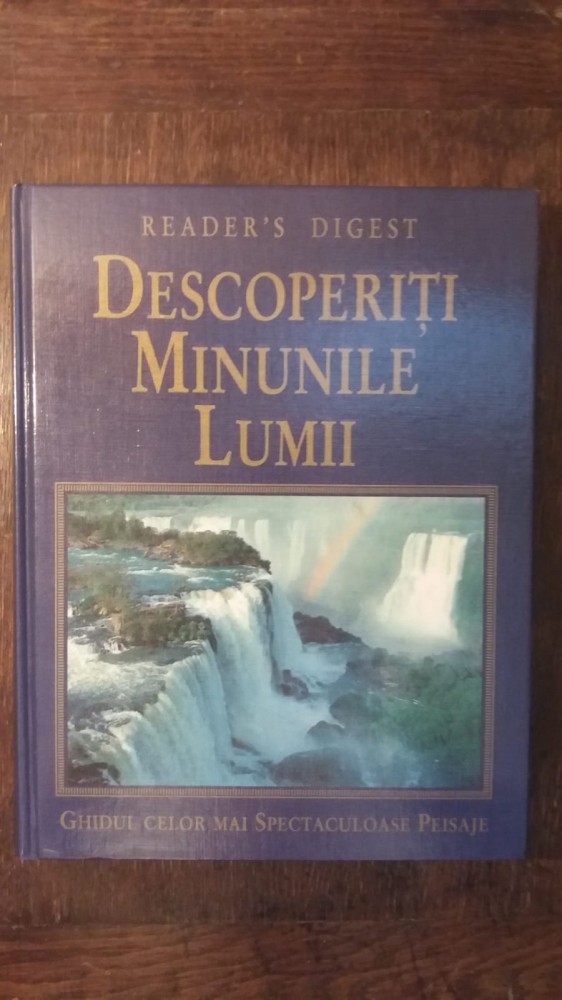 READER'S DIGEST
DESCOPERIȚI
MINUNILE
LUMII
GHIDUL CELOR MAI SPECTACULOASE PEISAJE